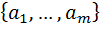 {a₁, ..., aₘ}